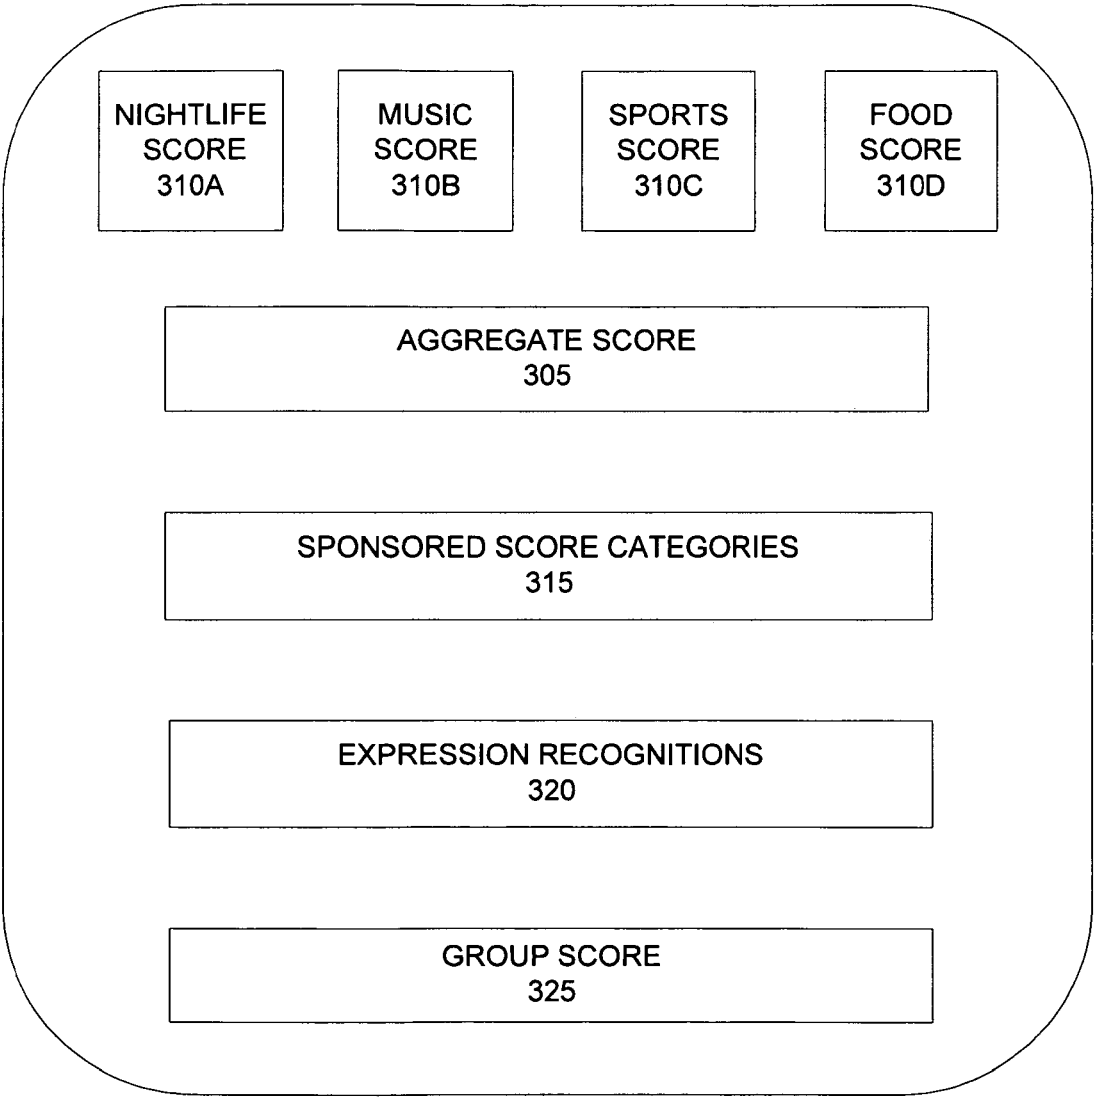 NIGHTLIFE
SCORE
310A
MUSIC
SCORE
310B
SPORTS
SCORE
310C
FOOD
SCORE
310D
AGGREGATE SCORE
305
SPONSORED SCORE CATEGORIES
315
EXPRESSION RECOGNITIONS
320
GROUP SCORE
325